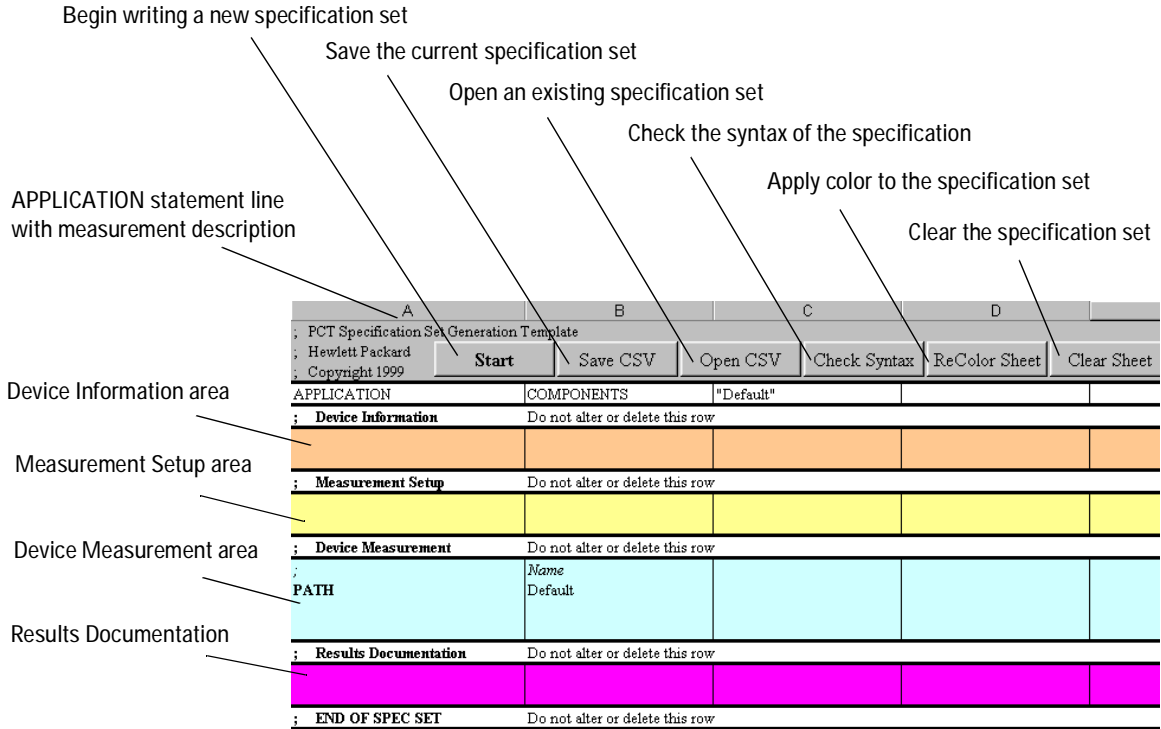 Begin writing a new specification set
Save the current specification set
Open an existing specification set
Check the syntax of the specification
Apply color to the specification set
Clear the specification set
APPLICATION statement line
with measurement description
A B C D
; PCT Specification Set Generation Template
; Hewlett Packard
; Copyright 1999
Start Save CSV Open CSV Check Syntax ReColor Sheet Clear Sheet
APPLICATION COMPONENTS "Default"
Device Information area
; Device Information Do not alter or delete this row
Measurement Setup area
; Measurement Setup Do not alter or delete this row
Device Measurement area
; Device Measurement Do not alter or delete this row
; Name
PATH Default
Results Documentation
; Results Documentation Do not alter or delete this row
; END OF SPEC SET Do not alter or delete this row